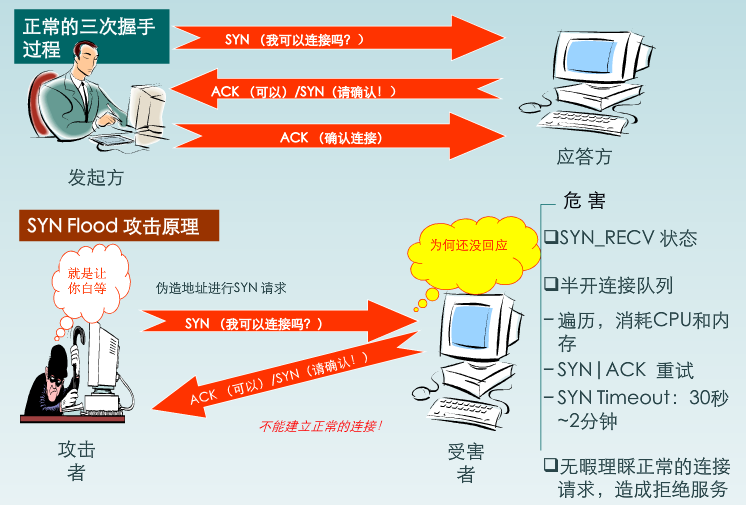 正常的三次握手
过程
SYN （我可以连接吗？）
ACK（可以）/SYN（请确认！）
ACK （确认连接）
发起方
应答方
SYN Flood 攻击原理
就是让
你白等
伪造地址进行SYN 请求
为何还没回应
SYN （我可以连接吗？）
ACK（可以）/SYN（请确认！）
不能建立正常的连接！
攻击
者
受害
者
危 害
❑SYN_RECV 状态
❑半开连接队列
–遍历，消耗CPU和内
存
–SYN|ACK 重试
–SYN Timeout：30秒
~2分钟
❑无暇理睬正常的连接
请求，造成拒绝服务